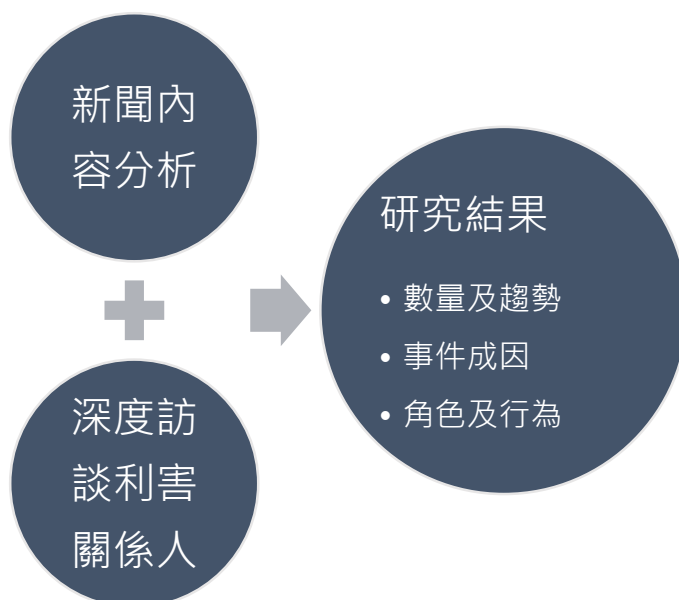 新聞內
容分析
深度訪
談利害
關係人
研究結果
• 數量及趨勢
• 事件成因
• 角色及行為